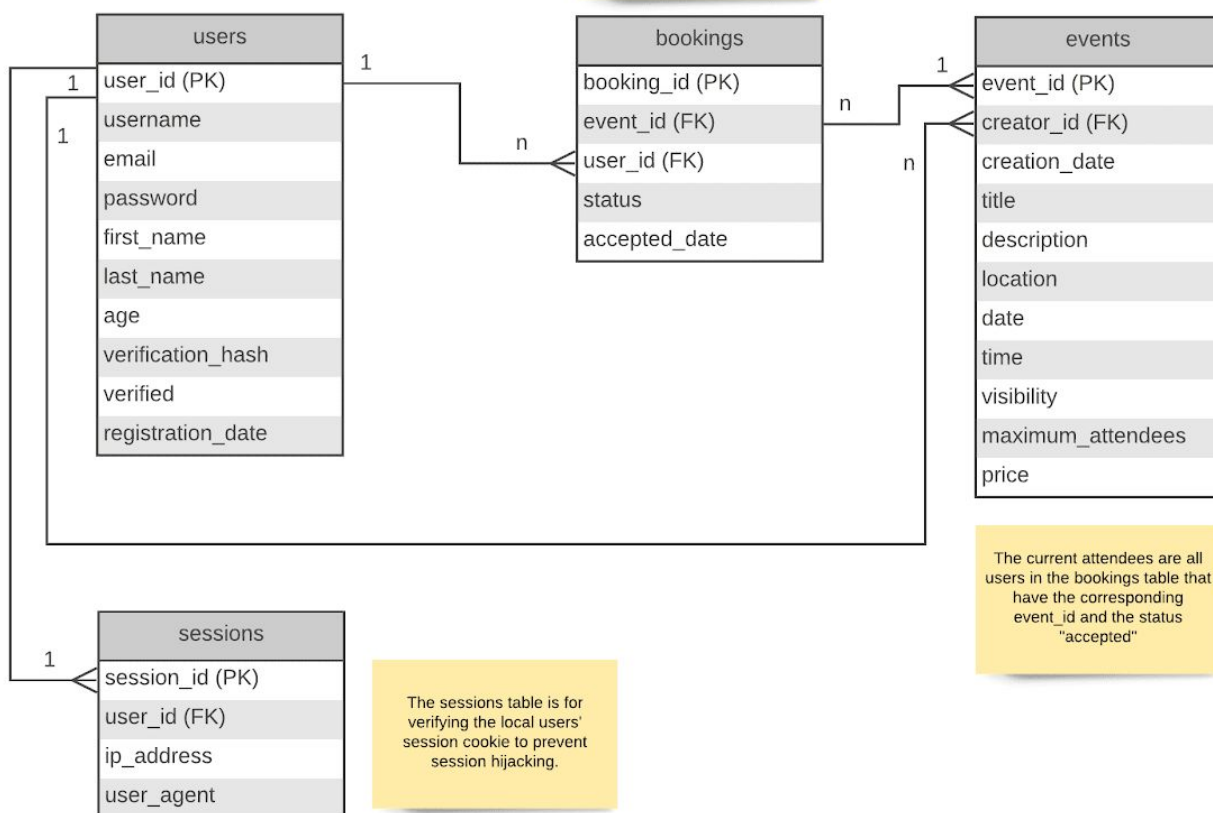 users
user_id (PK)
username
email
password
first_name
last_name
age
verification_hash
verified
registration_date
1
1
1
n
bookings
booking_id (PK)
event_id (FK)
user_id (FK)
status
accepted_date
n
1
n
events
event_id (PK)
creator_id (FK)
creation_date
title
description
location
date
time
visibility
maximum_attendees
price
The current attendees are all
users in the bookings table that
have the corresponding
event_id and the status
"accepted"
1
sessions
session_id (PK)
user_id (FK)
ip_address
user_agent
The sessions table is for
verifying the local users'
session cookie to prevent
session hijacking.